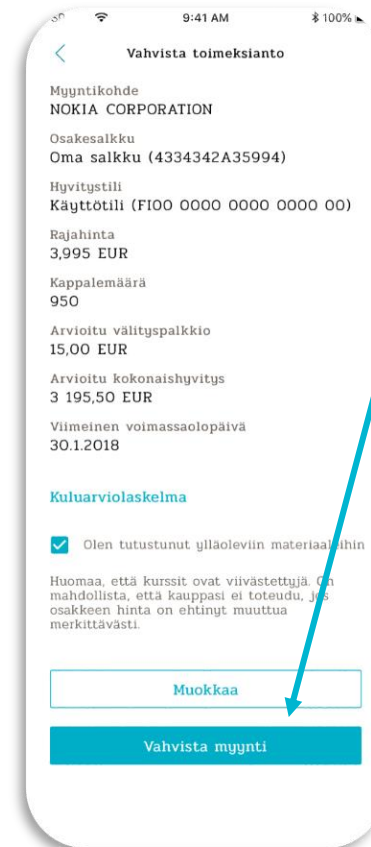 9:41 AM
100%
Vahvista toimeksianto
Myyntikohde
NOKIA CORPORATION
Osakesalkku
Oma salkku (4334342A35994)
Hyvitystili
Käyttötili (FI00 0000 0000 0000 00)
Rajahinta
3,995 EUR
Kappalemäärä
950
Arvioitu välityspalkkio
15,00 EUR
Arvioitu kokonaishyvitys
3 195,50 EUR
Viimeinen voimassaolopäivä
30.1.2018
Kuluarviolaskelma
Olen tutustunut ylläoleviin materiaaleihin
Huomaa, että kurssit ovat viivästettyjä. On
mahdollista, että kauppasi ei toteudu, jos
osakkeen hinta on ehtinyt muuttua
merkittävästi.
Muokkaa
Vahvista myynti